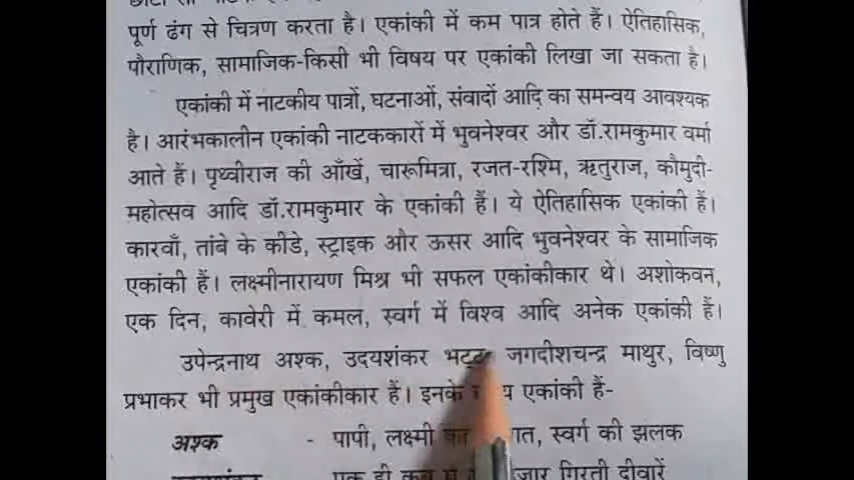 पूर्ण ढंग से चित्रण करता है। एकांकी में कम पात्र होते हैं। ऐतिहासिक,
पौराणिक, सामाजिक-किसी भी विषय पर एकांकी लिखा जा सकता है।
एकांकी में नाटकीय पात्रों, घटनाओं, संवादों आदि का समन्वय आवश्यक
है। आरंभकालीन एकांकी नाटककारों में भुवनेश्वर और डॉ.रामकुमार वर्मा
आते हैं। पृथ्वीराज की आँखें, चारूमित्रा, रजत-रश्मि, ऋतुराज, कौमुदी-
महोत्सव आदि डॉ.रामकुमार के एकांकी हैं। ये ऐतिहासिक एकांकी हैं।
कारवाँ, तांबे के कीडे, स्ट्राइक और ऊसर आदि भुवनेश्वर के सामाजिक
एकांकी हैं। लक्ष्मीनारायण मिश्र भी सफल एकांकीकार थे। अशोकवन,
एक दिन, कावेरी में कमल, स्वर्ग में विश्व आदि अनेक एकांकी हैं।
उपेन्द्रनाथ अश्क, उदयशंकर भट्ट, जगदीशचन्द्र माथुर, विष्णु
प्रभाकर भी प्रमुख एकांकीकार हैं। इनके एकांकी हैं-
अश्क - पापी, लक्ष्मी का स्वर्ग की झलक
एक ही गिरती दीवारें